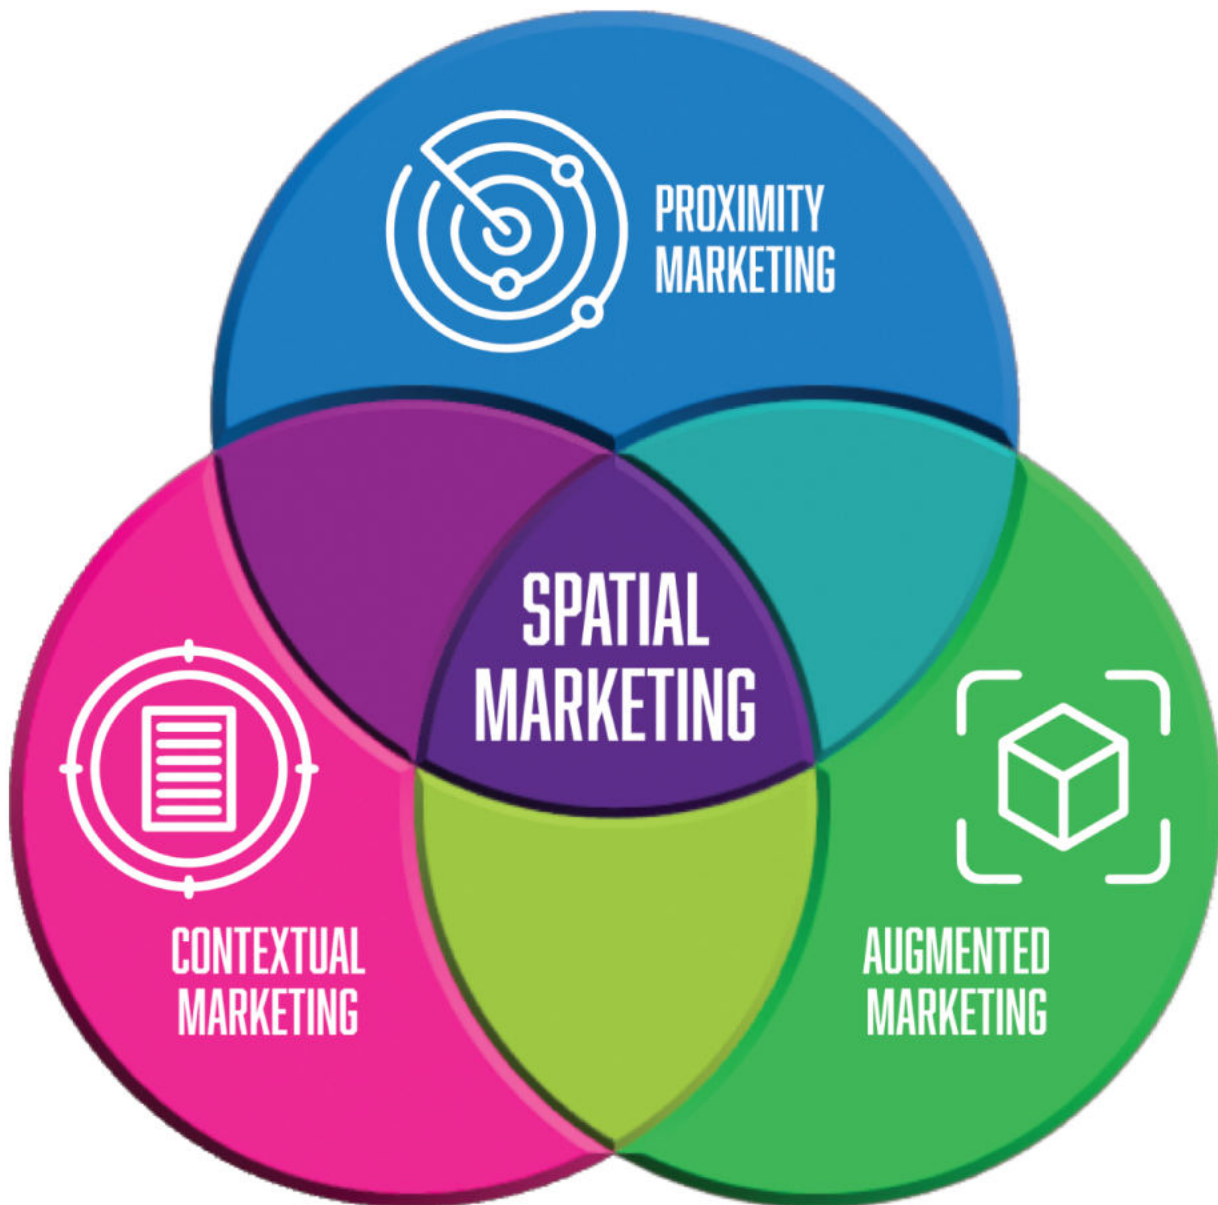 PROXIMITY
MARKETING
SPATIAL
MARKETING
CONTEXTUAL
MARKETING
AUGMENTED
MARKETING